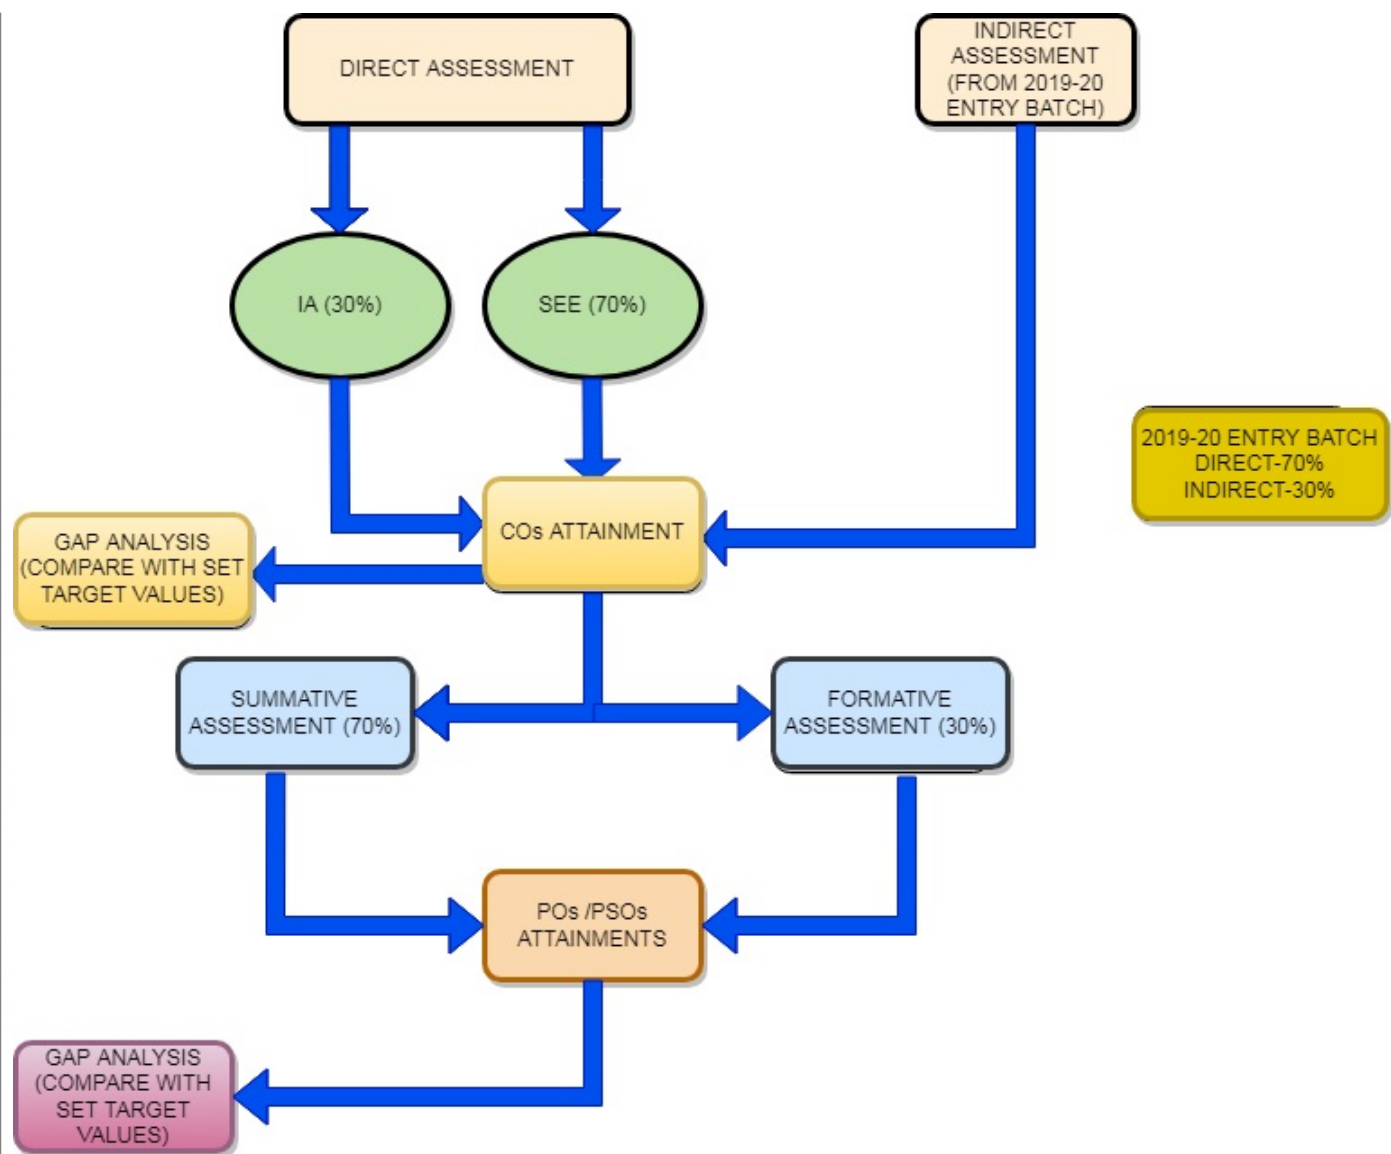 DIRECT ASSESSMENT
INDIRECT
ASSESSMENT
(FROM 2019-20
ENTRY BATCH)
IA (30%)
SEE (70%)
2019-20 ENTRY BATCH
DIRECT-70%
INDIRECT-30%
COs ATTAINMENT
GAP ANALYSIS
(COMPARE WITH SET
TARGET VALUES)
SUMMATIVE
ASSESSMENT (70%)
FORMATIVE
ASSESSMENT (30%)
POs /PSOs
ATTAINMENTS
GAP ANALYSIS
(COMPARE WITH
SET TARGET
VALUES)